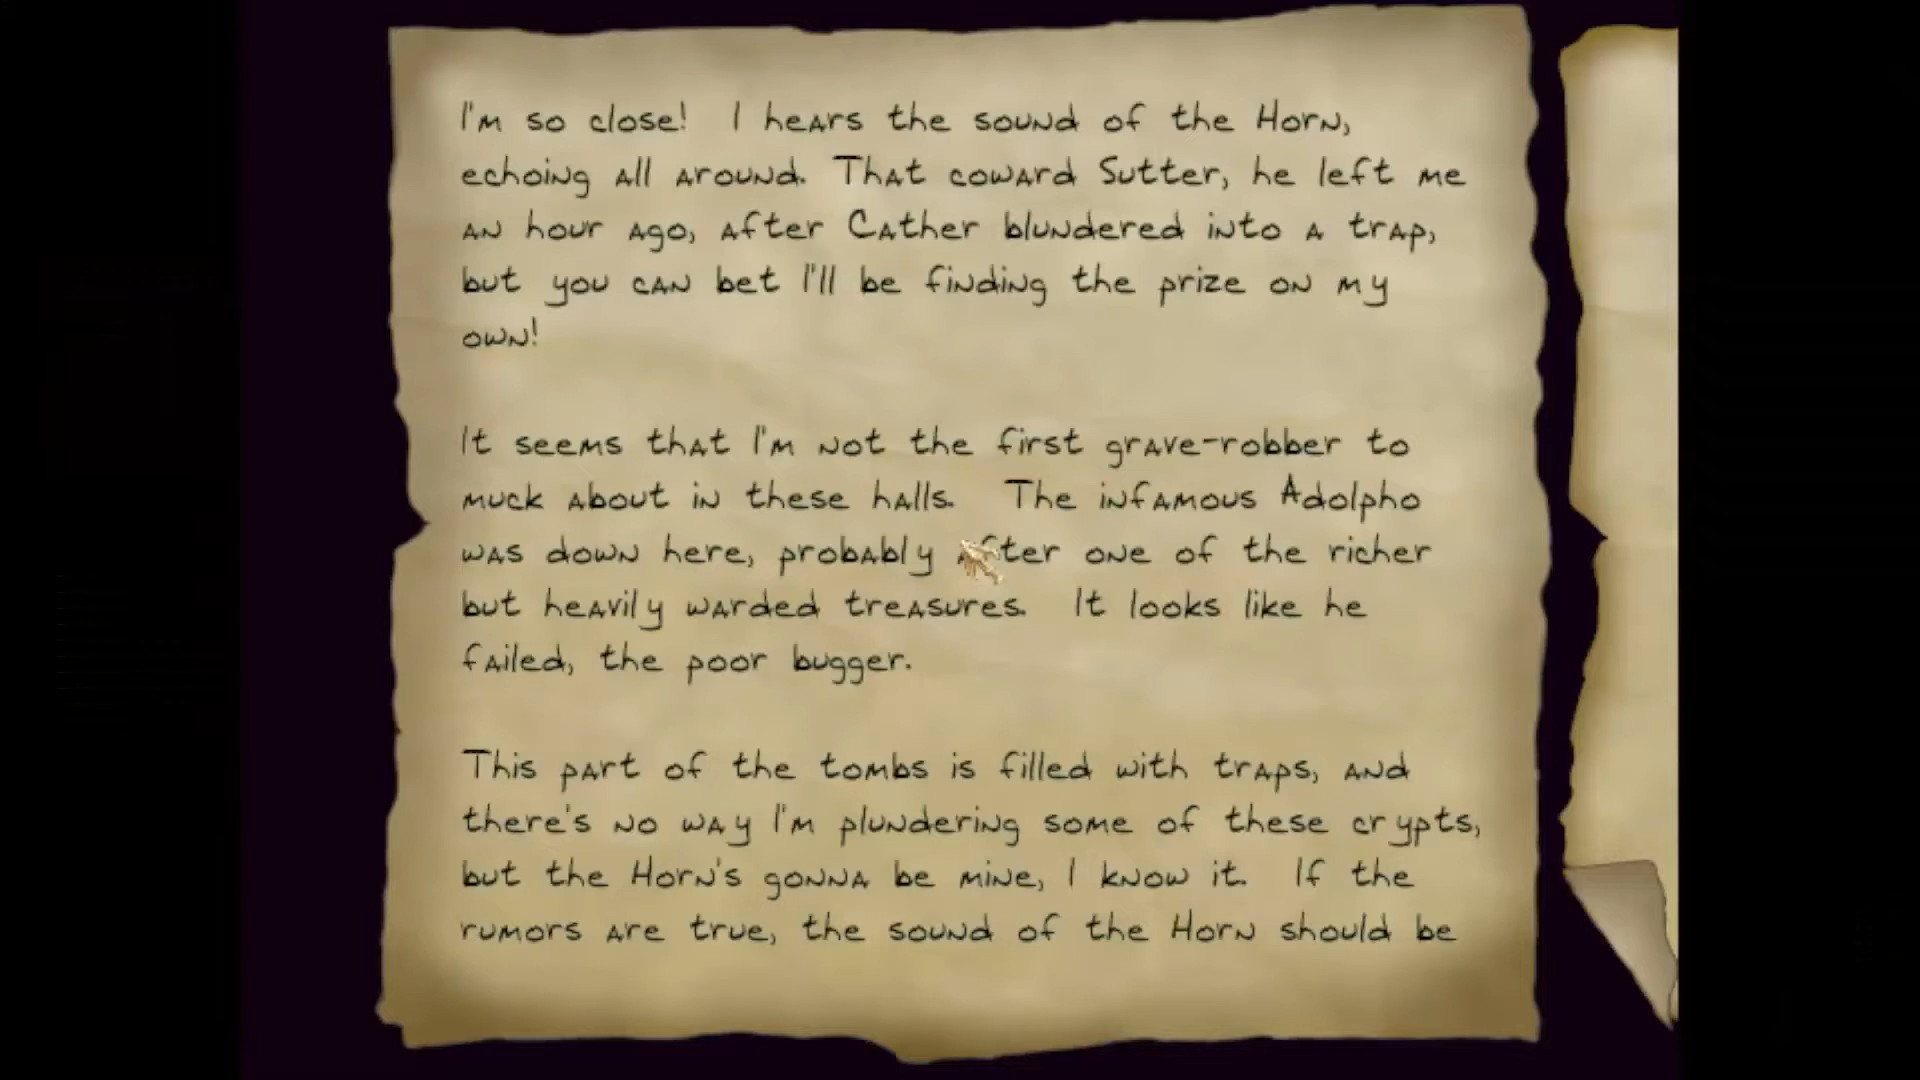 I'm so close! I hears the sound of the Horn,
echoing all around. That coward Sutter, he left me
an hour ago, after Cather blundered into a trap,
but you can bet I'll be finding the prize on my
own!
It seems that I'm not the first grave-robber to
muck about in these halls. The infamous Adolpho
was down here, probably after one of the richer
but heavily warded treasures. It looks like he
failed, the poor bugger.
This part of the tombs is filled with traps, and
there's no way I'm plundering some of these crypts,
but the Horn's gonna be mine, I know it. If the
rumors are true, the sound of the Horn should be